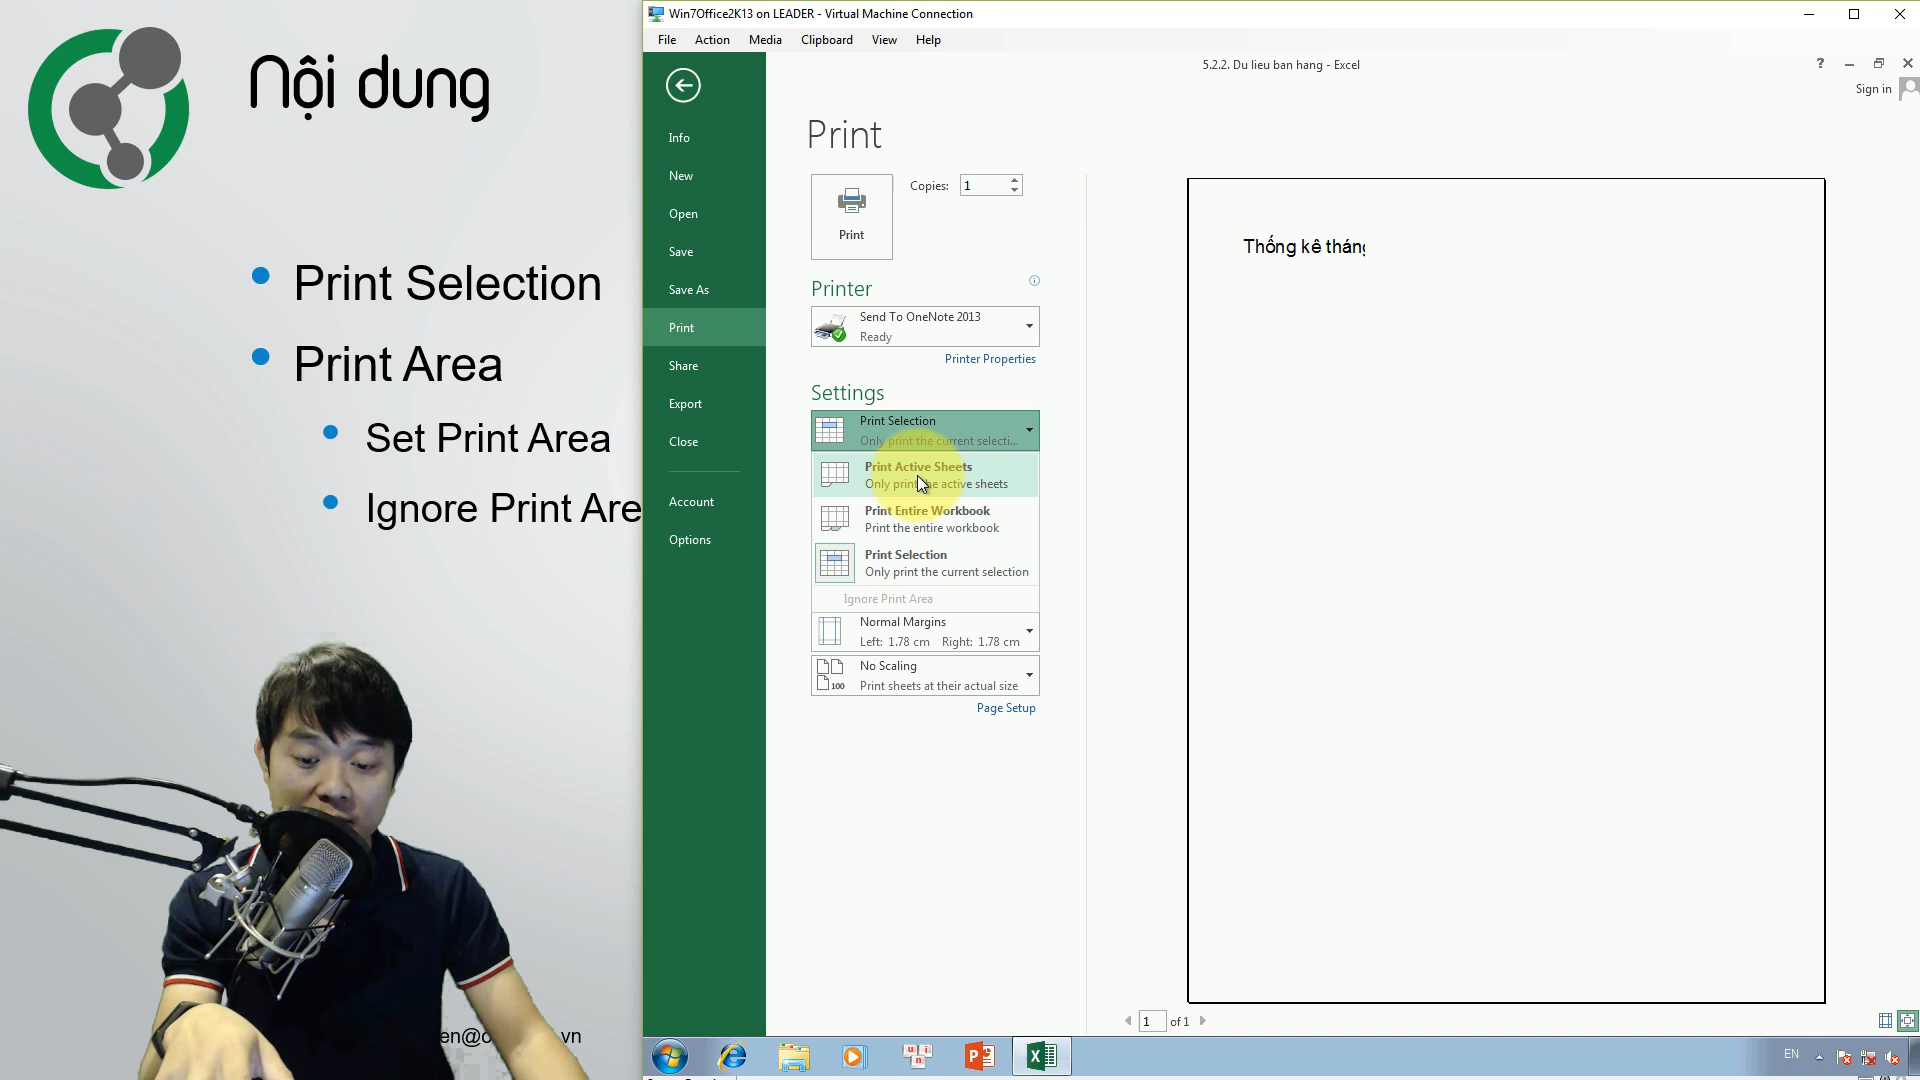 Nội dung
Print Selection
Print Area
Set Print Area
Ignore Print Are
Win7Office2K13 on LEADER - Virtual Machine Connection
File Action Media Clipboard View Help
5.2.2. Du lieu ban hang - Excel
Sign in
Info
New
Open
Save
Save As
Print
Share
Export
Close
Account
Options
Print
Print
Copies: 1
Printer
Send To OneNote 2013
Ready
Printer Properties
Settings
Print Selection
Only print the current selecti...
Print Active Sheets
Only print the active sheets
Print Entire Workbook
Print the entire workbook
Print Selection
Only print the current selection
Ignore Print Area
Normal Margins
Left: 1.78 cm Right: 1.78 cm
No Scaling
100
Print sheets at their actual size
Page Setup
Thống kê tháng
1 of 1
EN